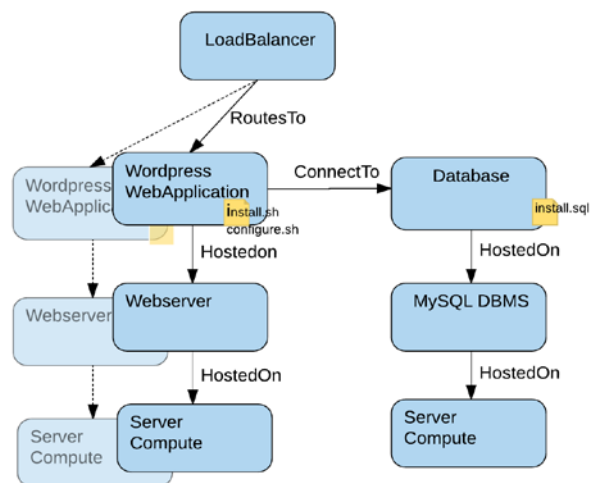 LoadBalancer
RoutesTo
Wordpress
WebApplica
Wordpress
WebApplication
install.sh
configure.sh
ConnectTo
Database
install.sql
Hostedon
HostedOn
Webserver
Webserver
MySQL DBMS
HostedOn
HostedOn
Server
Compute
Server
Compute
Server
Compute